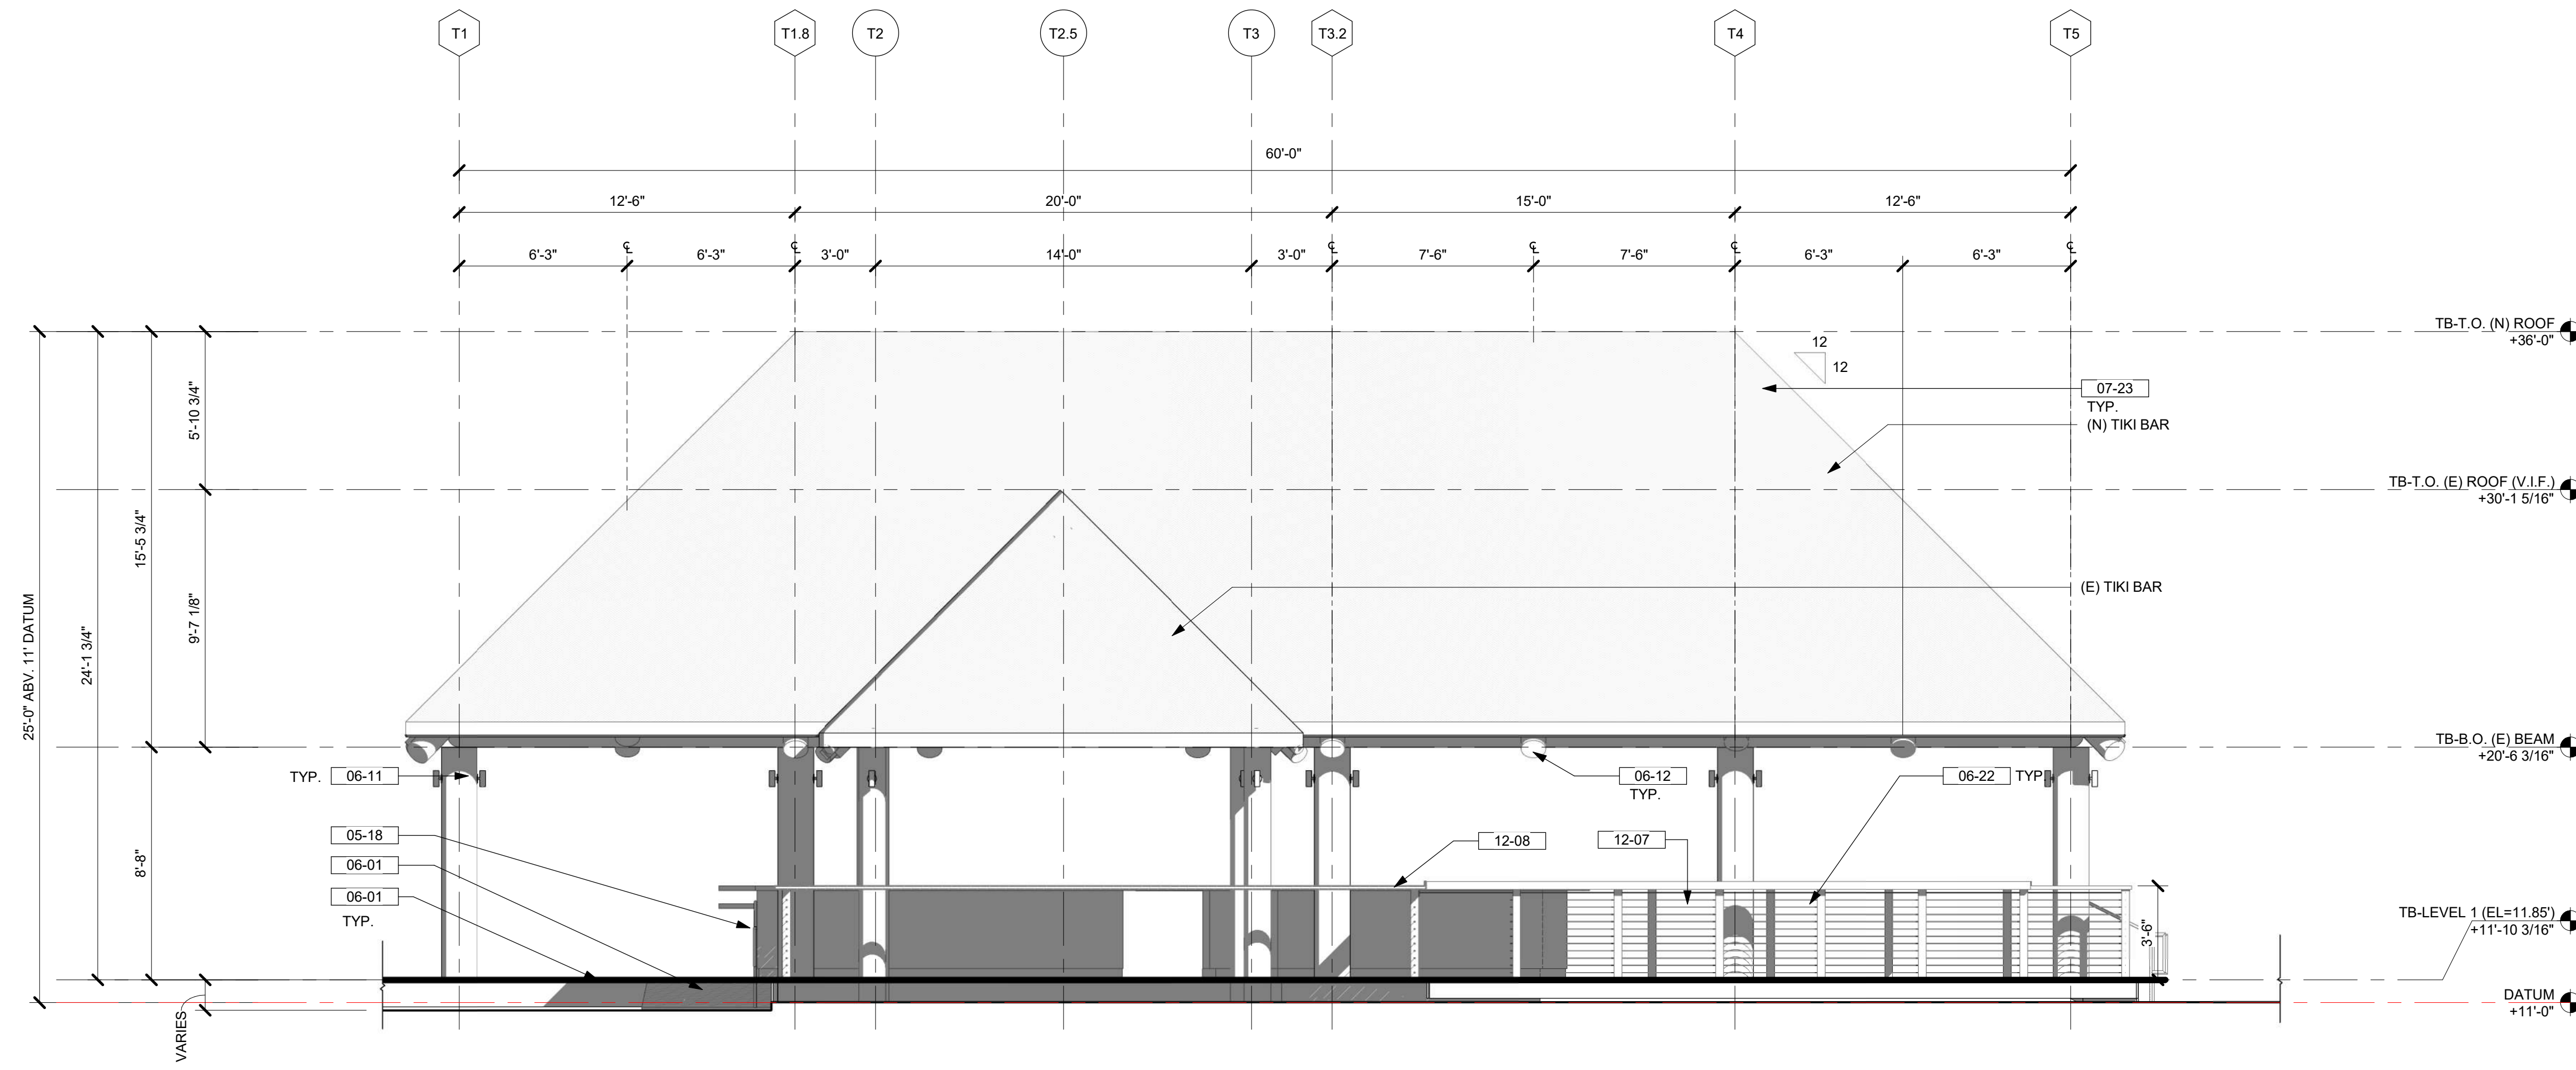 T1
T1.8
T2
T2.5
T3
T3.2
T4
T5
60'-0"
12'-6"
20'-0"
15'-0"
12'-6"
6'-3"
℄
6'-3"
℄
3'-0"
14'-0"
3'-0"
℄
7'-6"
℄
7'-6"
℄
6'-3"
6'-3"
℄
TB-T.O. (N) ROOF
+36'-0"
12
12
07-23
TYP.
(N) TIKI BAR
5'-10 3/4"
TB-T.O. (E) ROOF (V.I.F.)
+30'-1 5/16"
15'-5 3/4"
9'-7 1/8"
(E) TIKI BAR
25'-0" ABV. 11' DATUM
24'-1 3/4"
TB-B.O. (E) BEAM
+20'-6 3/16"
TYP.
06-11
06-12
TYP.
06-22
TYP.
05-18
12-08
12-07
8'-8"
06-01
06-01
TYP.
3'-6"
TB-LEVEL 1 (EL=11.85')
+11'-10 3/16"
DATUM
+11'-0"
VARIES